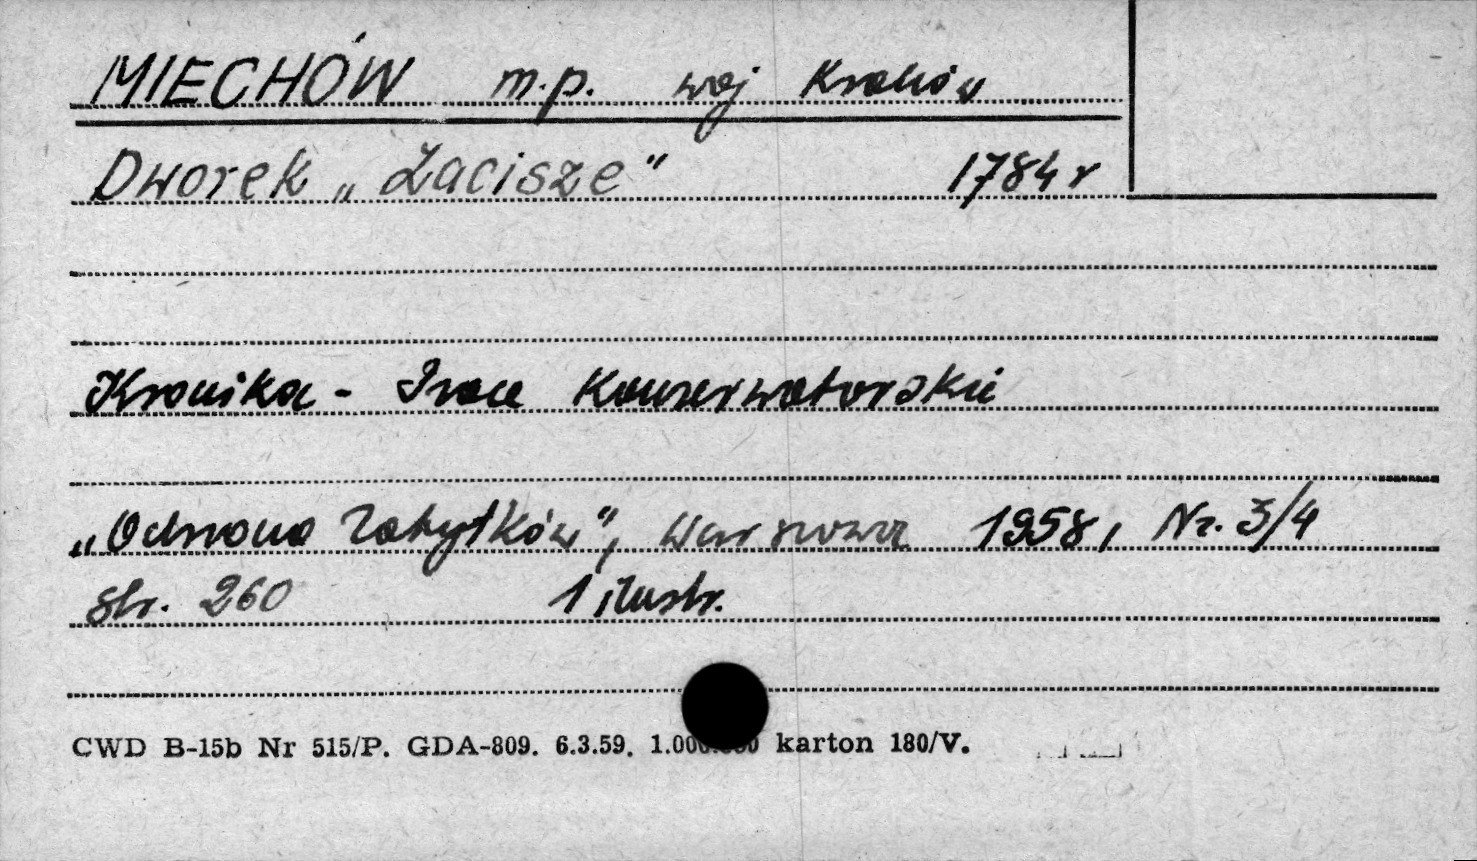 MIECHÓW m.p. woj Kraków
Dworek „Zacisze" 1784 r
Kronika - Prace Konserwatorskie
„Ochrona Zabytków", Warszawa 1958, Nr. 3/4
str. 260 1 ilustr.
CWD B-15b Nr 515/P. GDA-809. 6.3.59. karton 180/V.